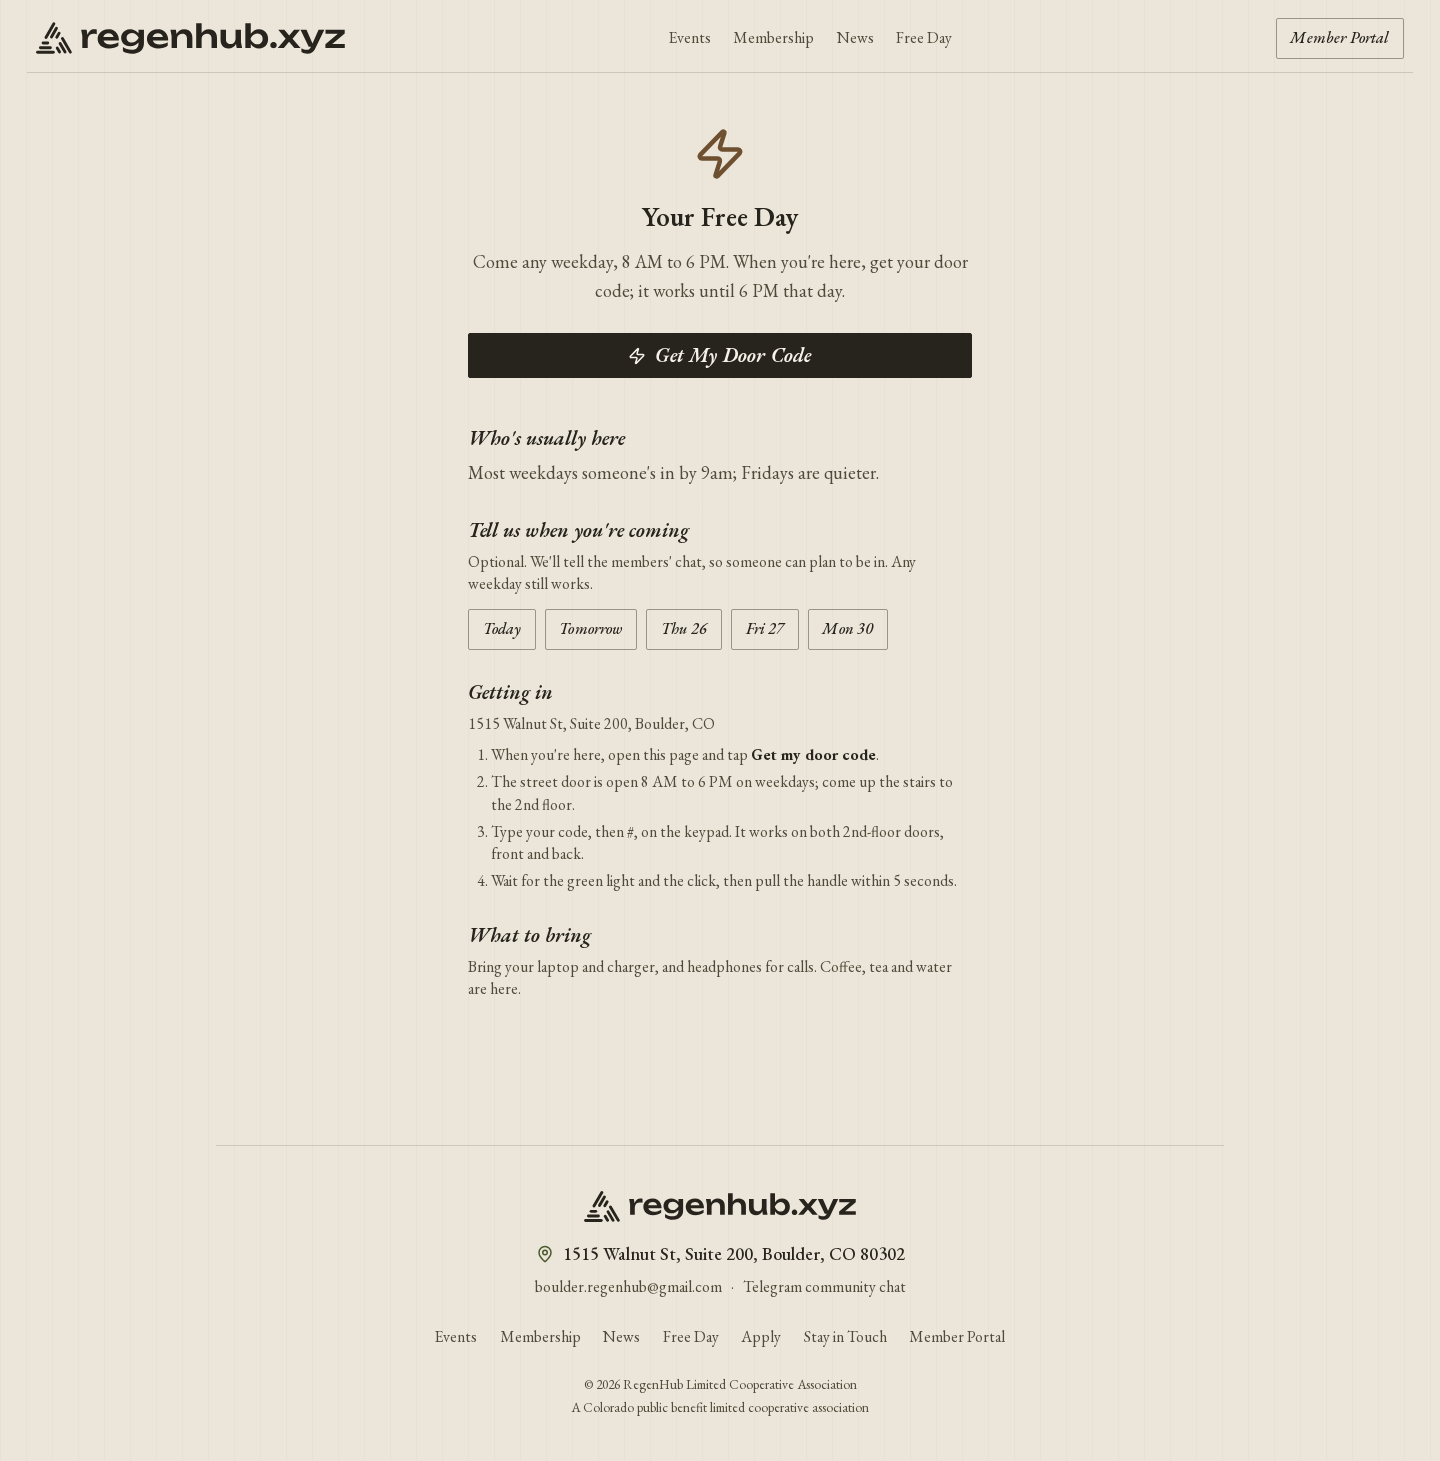 regenhub.xyz
Events Membership News Free Day
Member Portal
Your Free Day
Come any weekday, 8 AM to 6 PM. When you're here, get your door
code; it works until 6 PM that day.
Get My Door Code
Who's usually here
Most weekdays someone's in by 9am; Fridays are quieter.
Tell us when you're coming
Optional. We'll tell the members' chat, so someone can plan to be in. Any
weekday still works.
Today Tomorrow Thu 26 Fri 27 Mon 30
Getting in
1515 Walnut St, Suite 200, Boulder, CO
1. When you're here, open this page and tap Get my door code.
2. The street door is open 8 AM to 6 PM on weekdays; come up the stairs to
the 2nd floor.
3. Type your code, then #, on the keypad. It works on both 2nd-floor doors,
front and back.
4. Wait for the green light and the click, then pull the handle within 5 seconds.
What to bring
Bring your laptop and charger, and headphones for calls. Coffee, tea and water
are here.
regenhub.xyz
1515 Walnut St, Suite 200, Boulder, CO 80302
boulder.regenhub@gmail.com · Telegram community chat
Events Membership News Free Day Apply Stay in Touch Member Portal
© 2026 RegenHub Limited Cooperative Association
A Colorado public benefit limited cooperative association